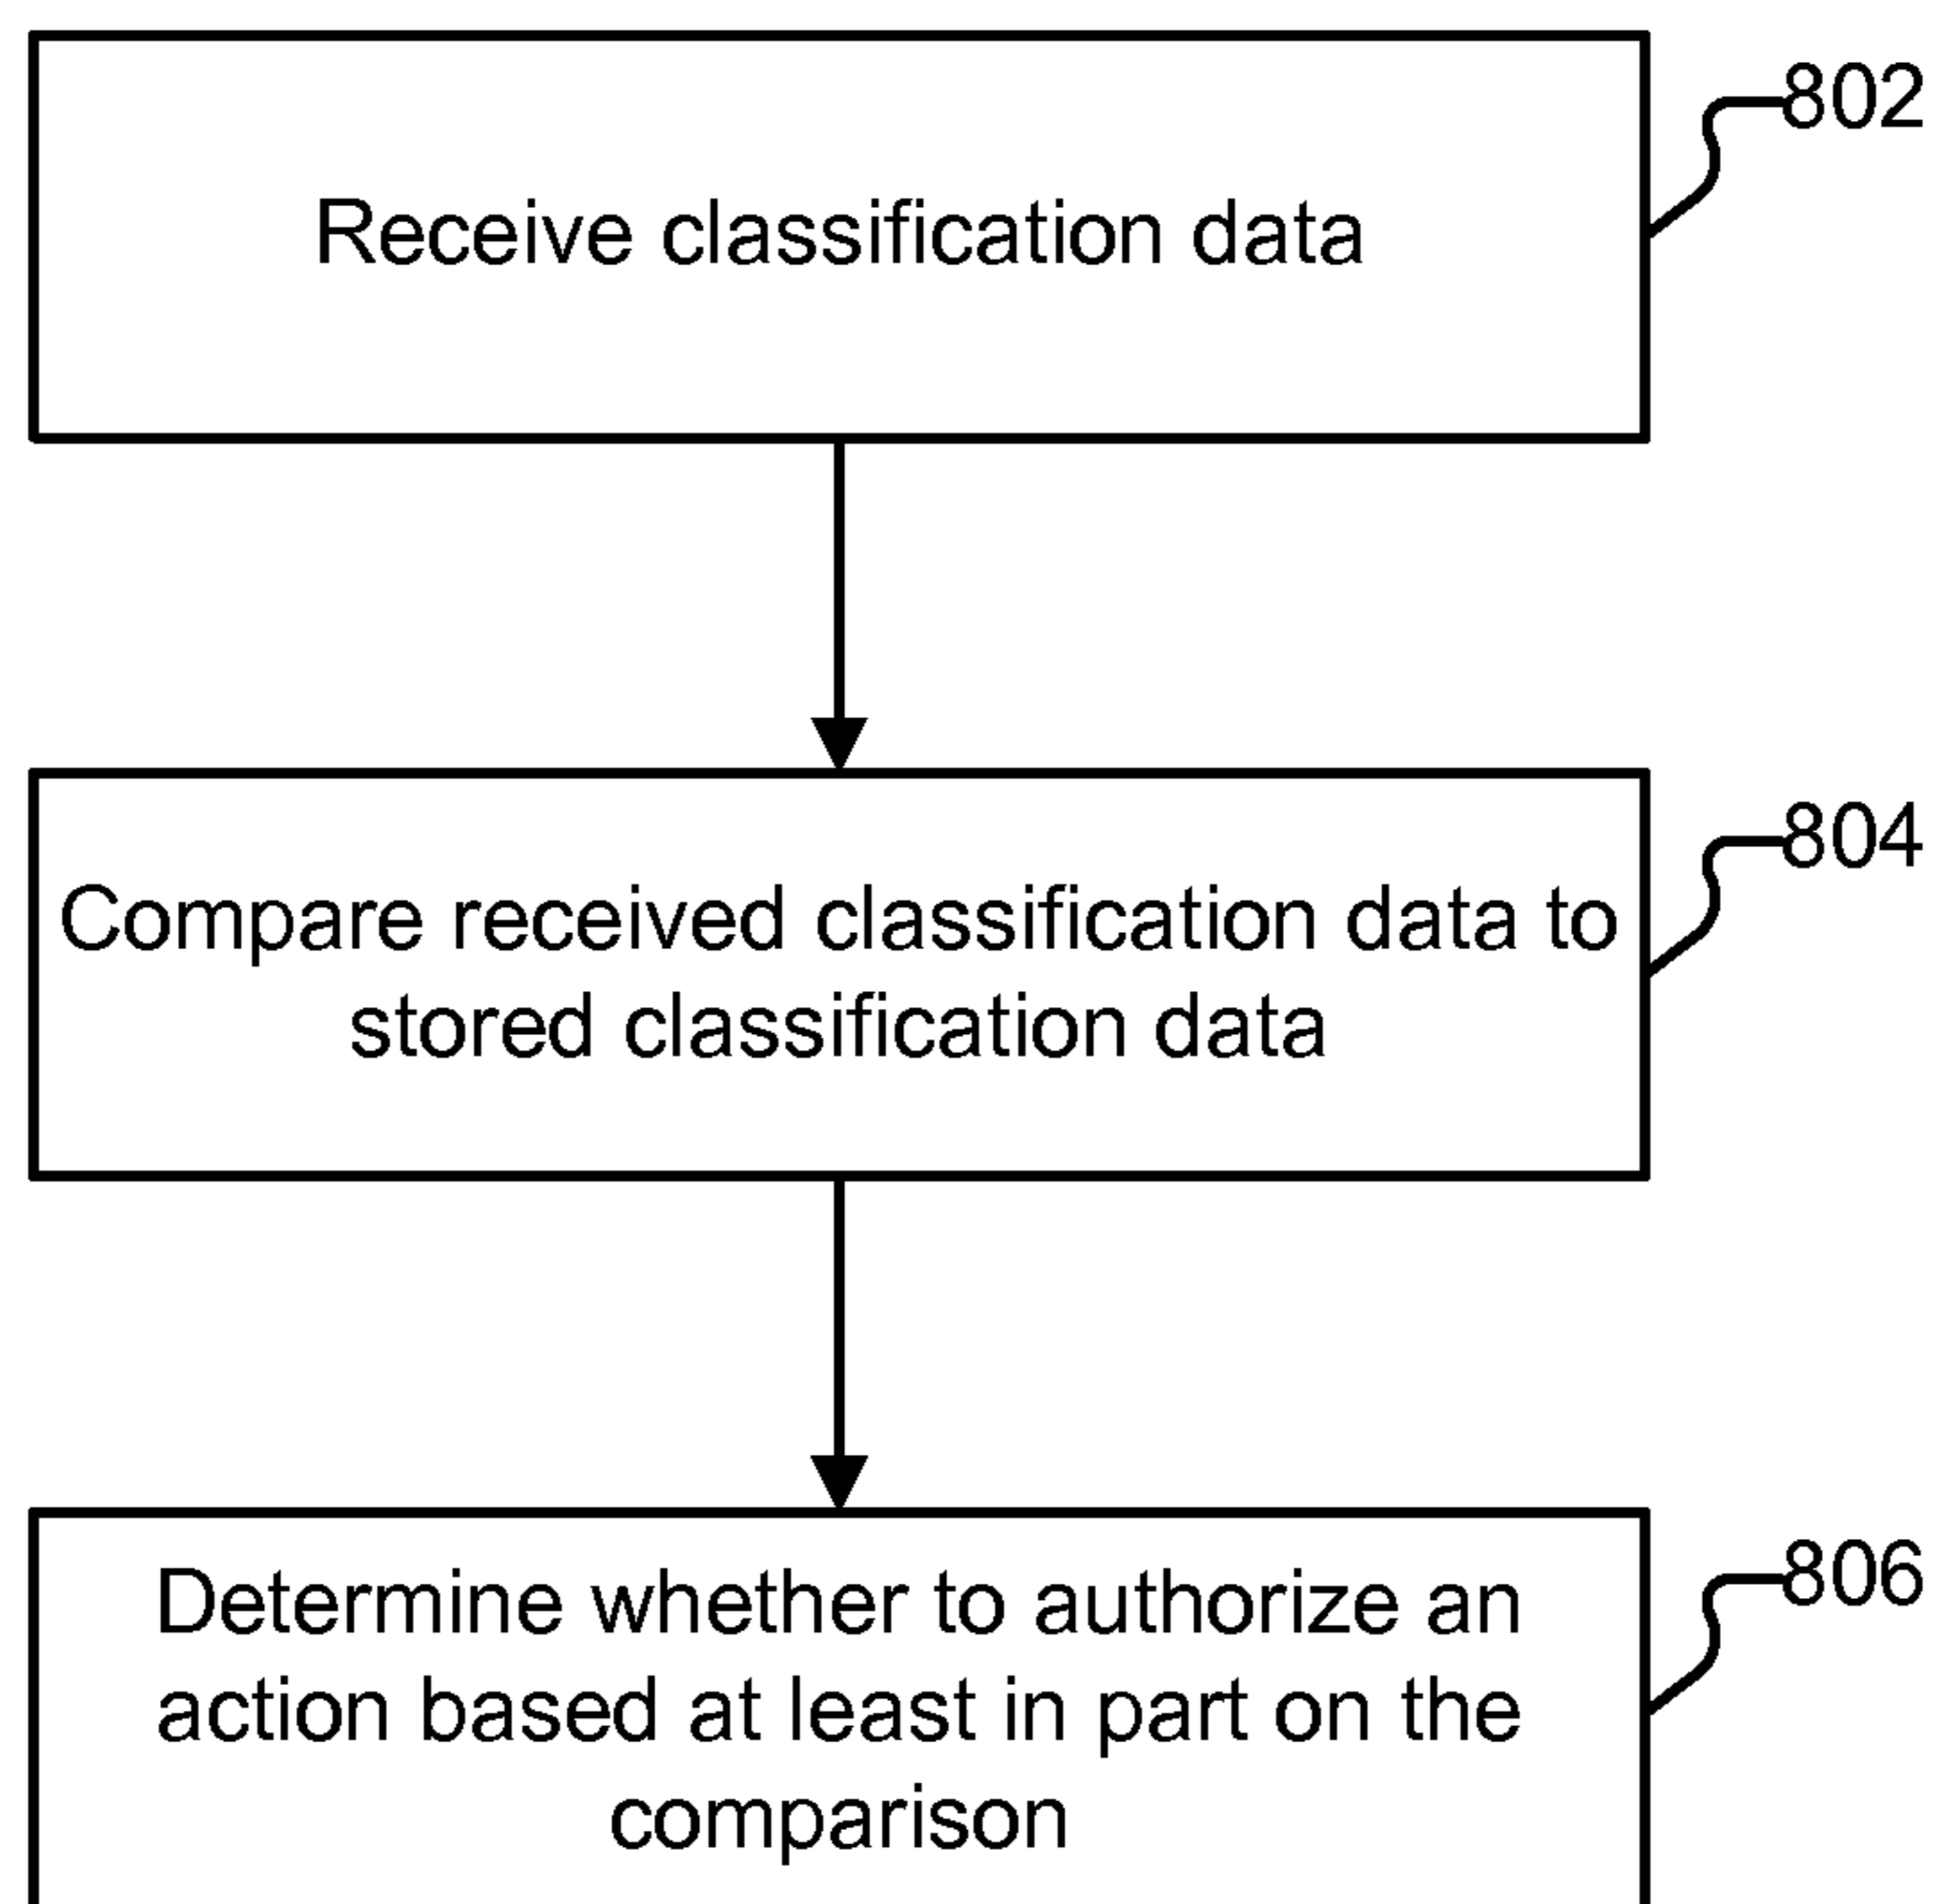 802
Receive classification data
804
Compare received classification data to
stored classification data
806
Determine whether to authorize an
action based at least in part on the
comparison